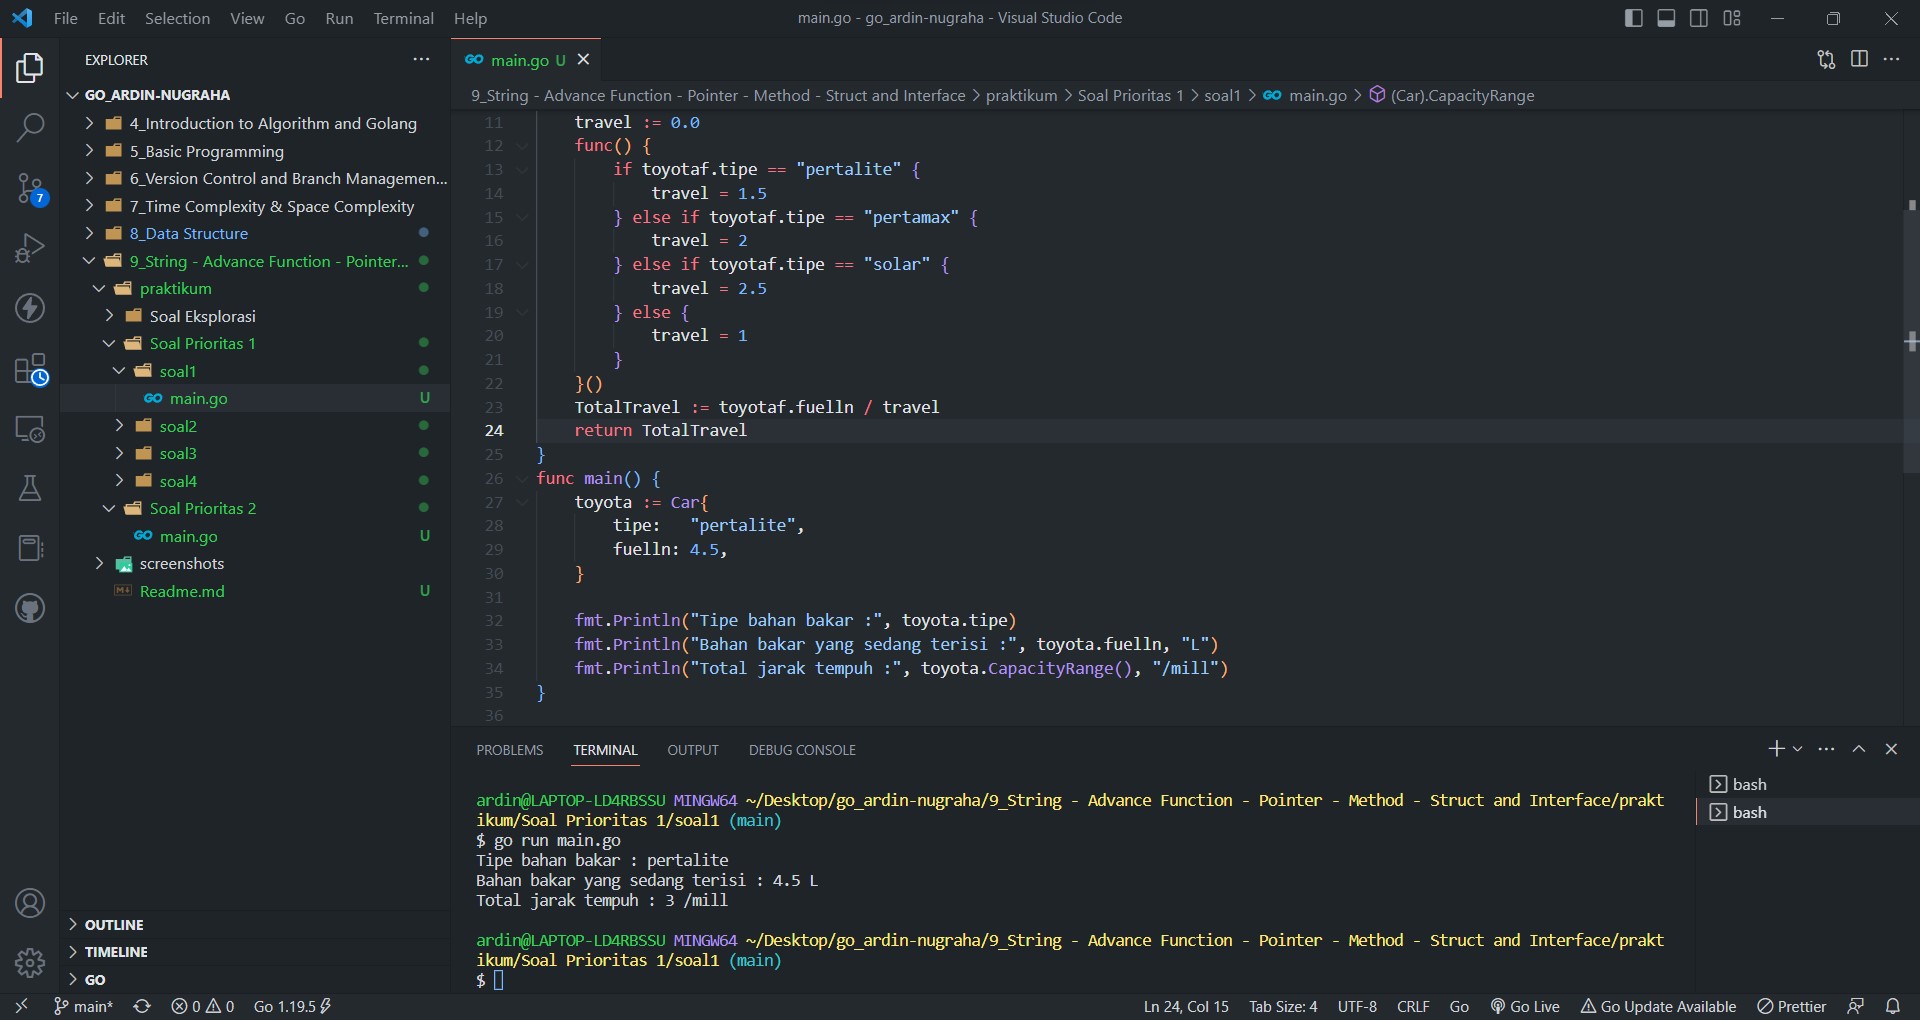 File Edit Selection View Go Run Terminal Help
main.go - go_ardin-nugraha - Visual Studio Code
EXPLORER
GO_ARDIN-NUGRAHA
4_Introduction to Algorithm and Golang
5_Basic Programming
6_Version Control and Branch Managemen...
7_Time Complexity & Space Complexity
8_Data Structure
9_String - Advance Function - Pointer...
praktikum
Soal Eksplorasi
Soal Prioritas 1
soal1
main.go U
soal2
soal3
soal4
Soal Prioritas 2
main.go U
screenshots
Readme.md U
OUTLINE
TIMELINE
GO
7
main.go U
9_String - Advance Function - Pointer - Method - Struct and Interface > praktikum > Soal Prioritas 1 > soal1 > GO main.go > (Car).CapacityRange
11 travel := 0.0
12 func() {
13 if toyotaf.tipe == "pertalite" {
14 travel = 1.5
15 } else if toyotaf.tipe == "pertamax" {
16 travel = 2
17 } else if toyotaf.tipe == "solar" {
18 travel = 2.5
19 } else {
20 travel = 1
21 }
22 }()
23 TotalTravel := toyotaf.fuelln / travel
24 return TotalTravel
25 }
26 func main() {
27 toyota := Car{
28 tipe:   "pertalite",
29 fuelln: 4.5,
30 }
31
32 fmt.Println("Tipe bahan bakar :", toyota.tipe)
33 fmt.Println("Bahan bakar yang sedang terisi :", toyota.fuelln, "L")
34 fmt.Println("Total jarak tempuh :", toyota.CapacityRange(), "/mill")
35 }
36
PROBLEMS TERMINAL OUTPUT DEBUG CONSOLE
ardin@LAPTOP-LD4RBSSU MINGW64 ~/Desktop/go_ardin-nugraha/9_String - Advance Function - Pointer - Method - Struct and Interface/prakt
ikum/Soal Prioritas 1/soal1 (main)
$ go run main.go
Tipe bahan bakar : pertalite
Bahan bakar yang sedang terisi : 4.5 L
Total jarak tempuh : 3 /mill
ardin@LAPTOP-LD4RBSSU MINGW64 ~/Desktop/go_ardin-nugraha/9_String - Advance Function - Pointer - Method - Struct and Interface/prakt
ikum/Soal Prioritas 1/soal1 (main)
$
bash
bash
main* 0 0 Go 1.19.5 Ln 24, Col 15 Tab Size: 4 UTF-8 CRLF Go Go Live Go Update Available Prettier